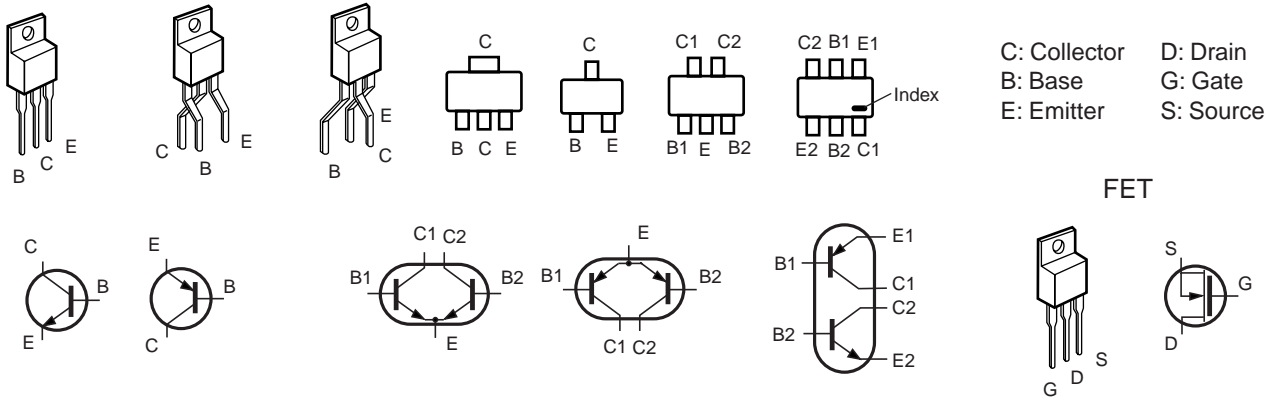 C
C1 C2
C2 B1 E1
C
Index
C: Collector D: Drain
B: Base G: Gate
E: Emitter S: Source
B C E
C B E
B C E
B C E
B E
B1 E B2
E2 B2 C1
FET
C
B
E
E
B
C
C1 C2
B1 B2
E
E
B1 B2
C1 C2
E1
B1
C1
C2
B2
E2
G D S
S
G
D